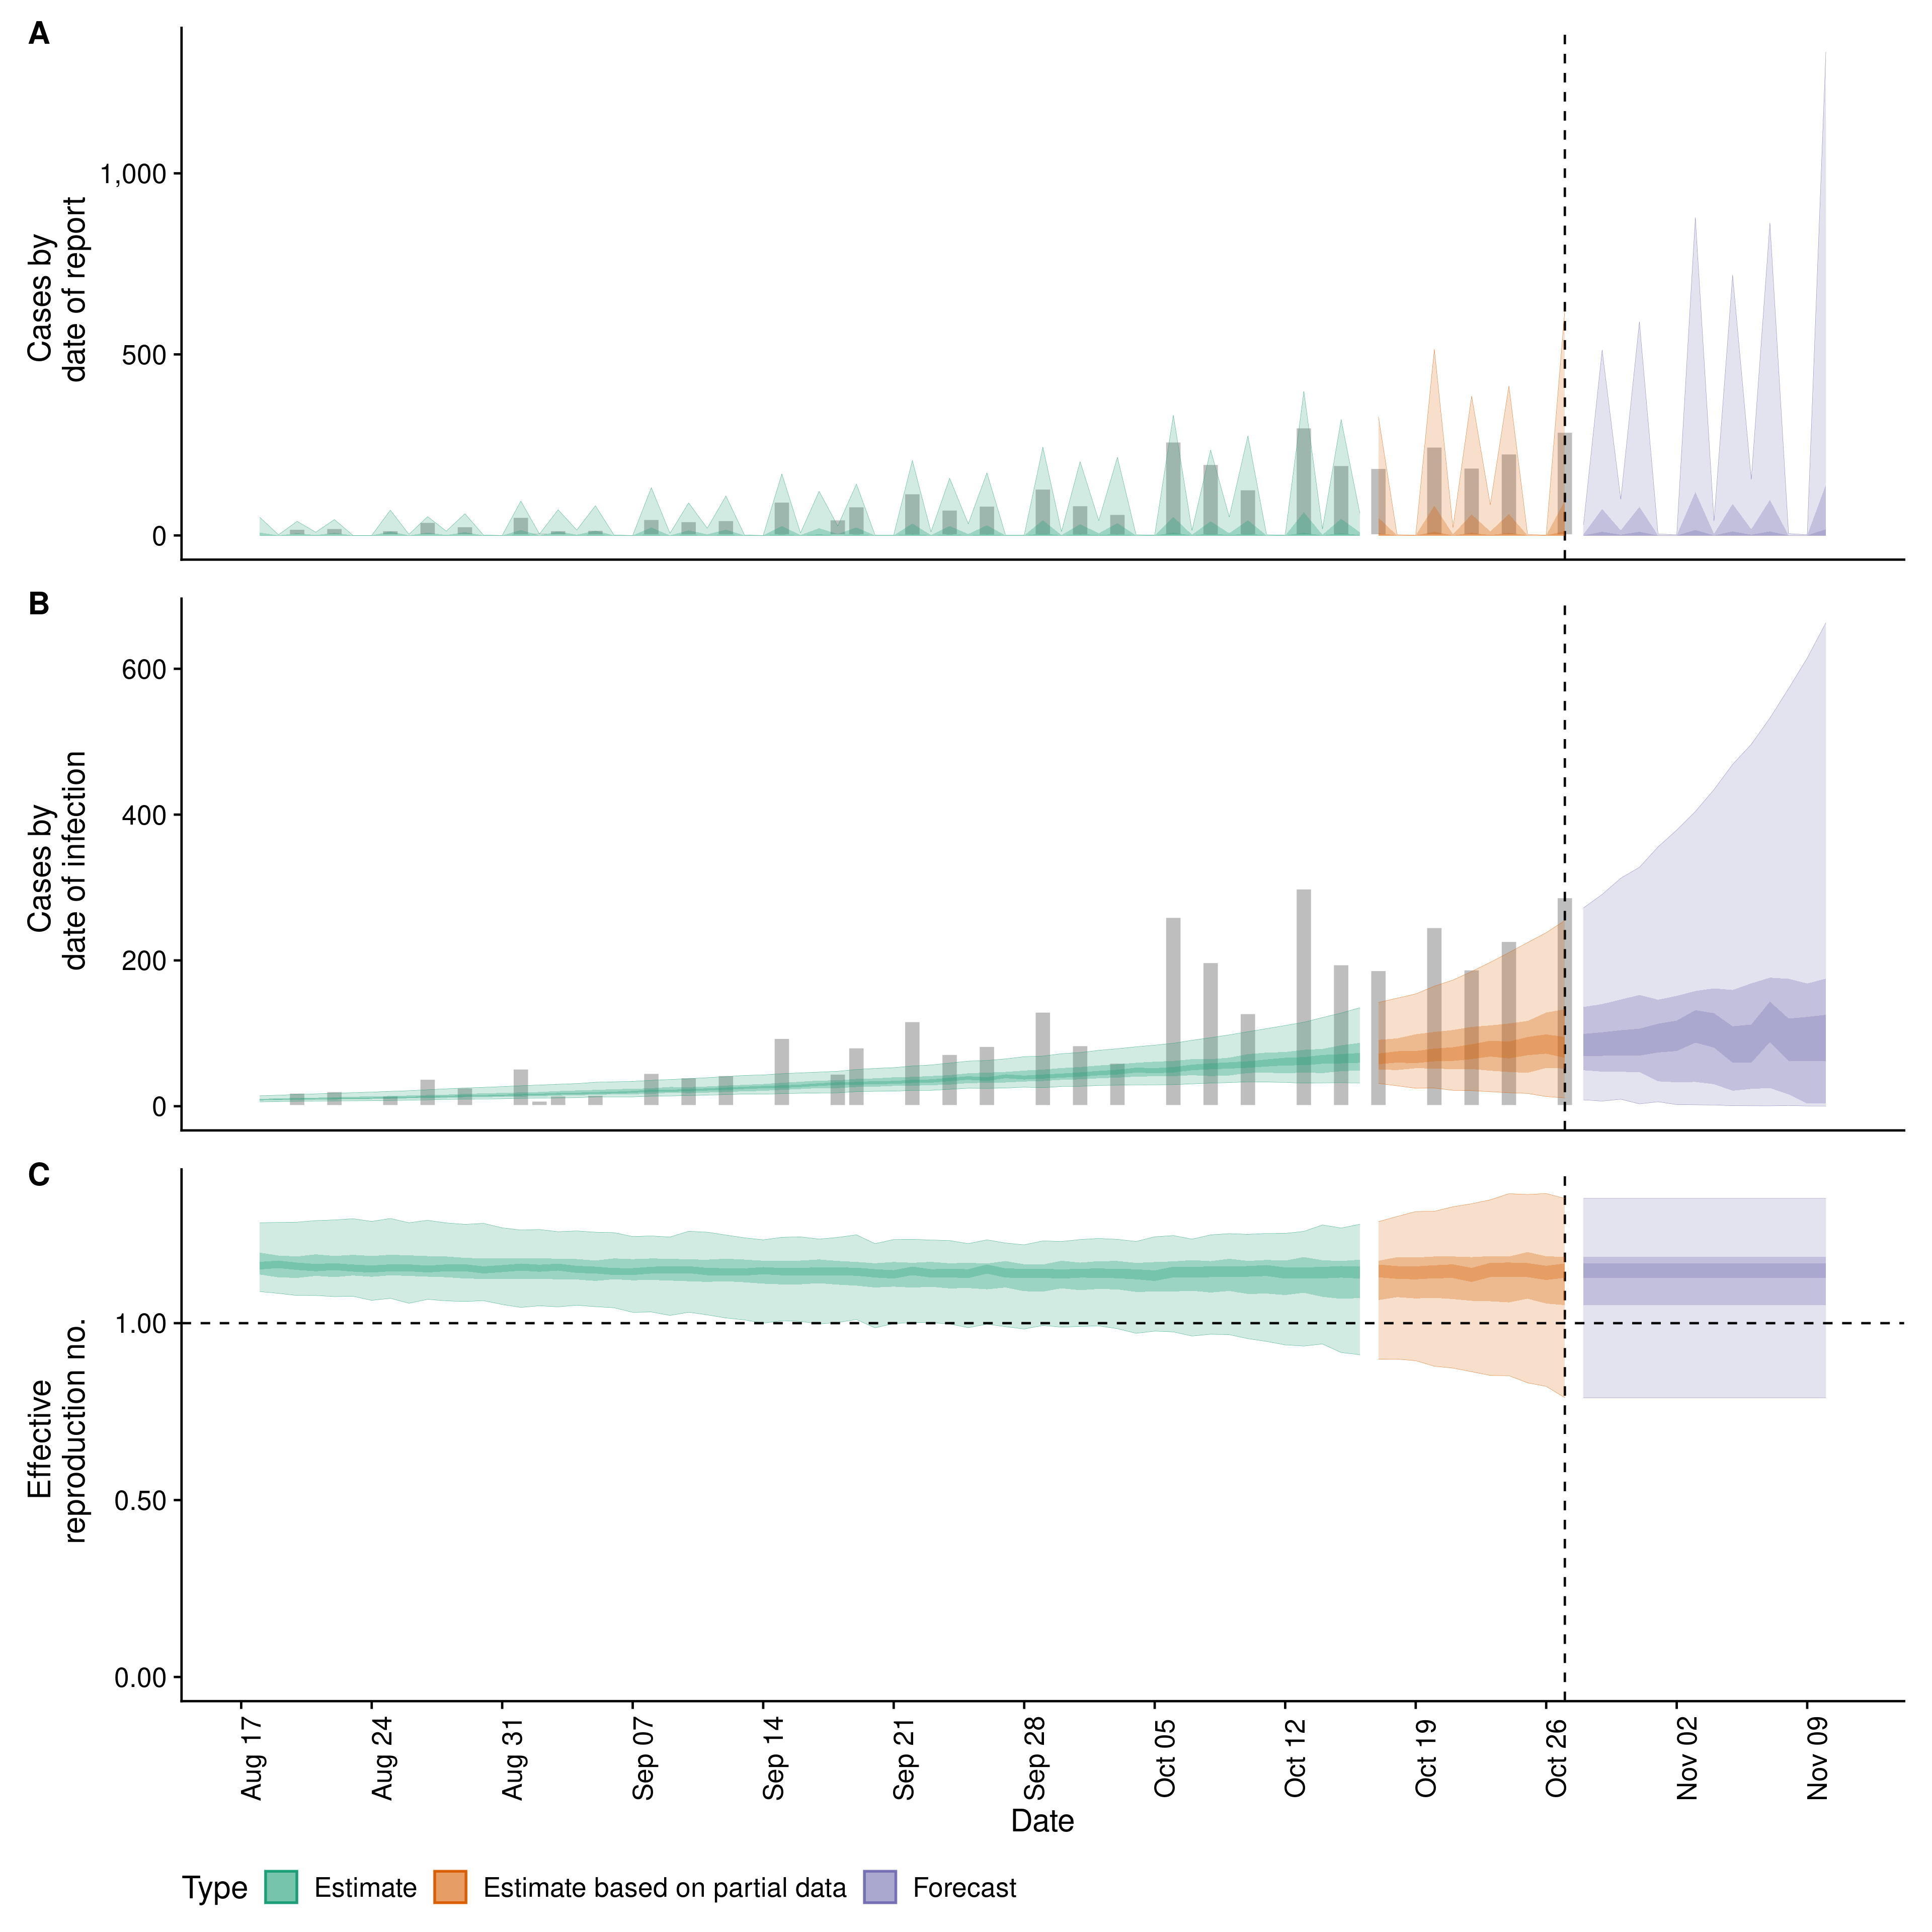 A
Cases by
date of report
1,000
500
0
B
Cases by
date of infection
600
400
200
0
C
Effective
reproduction no.
1.00
0.50
0.00
Aug 17
Aug 24
Aug 31
Sep 07
Sep 14
Sep 21
Sep 28
Oct 05
Oct 12
Oct 19
Oct 26
Nov 02
Nov 09
Date
Type Estimate Estimate based on partial data Forecast